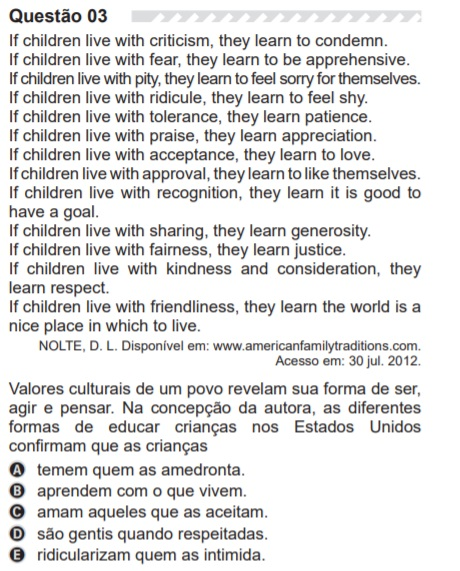 Questão 03
If children live with criticism, they learn to condemn.
If children live with fear, they learn to be apprehensive.
If children live with pity, they learn to feel sorry for themselves.
If children live with ridicule, they learn to feel shy.
If children live with tolerance, they learn patience.
If children live with praise, they learn appreciation.
If children live with acceptance, they learn to love.
If children live with approval, they learn to like themselves.
If children live with recognition, they learn it is good to
have a goal.
If children live with sharing, they learn generosity.
If children live with fairness, they learn justice.
If children live with kindness and consideration, they
learn respect.
If children live with friendliness, they learn the world is a
nice place in which to live.
NOLTE, D. L. Disponível em: www.americanfamilytraditions.com.
Acesso em: 30 jul. 2012.
Valores culturais de um povo revelam sua forma de ser,
agir e pensar. Na concepção da autora, as diferentes
formas de educar crianças nos Estados Unidos
confirmam que as crianças
A temem quem as amedronta.
B aprendem com o que vivem.
C amam aqueles que as aceitam.
D são gentis quando respeitadas.
E ridicularizam quem as intimida.